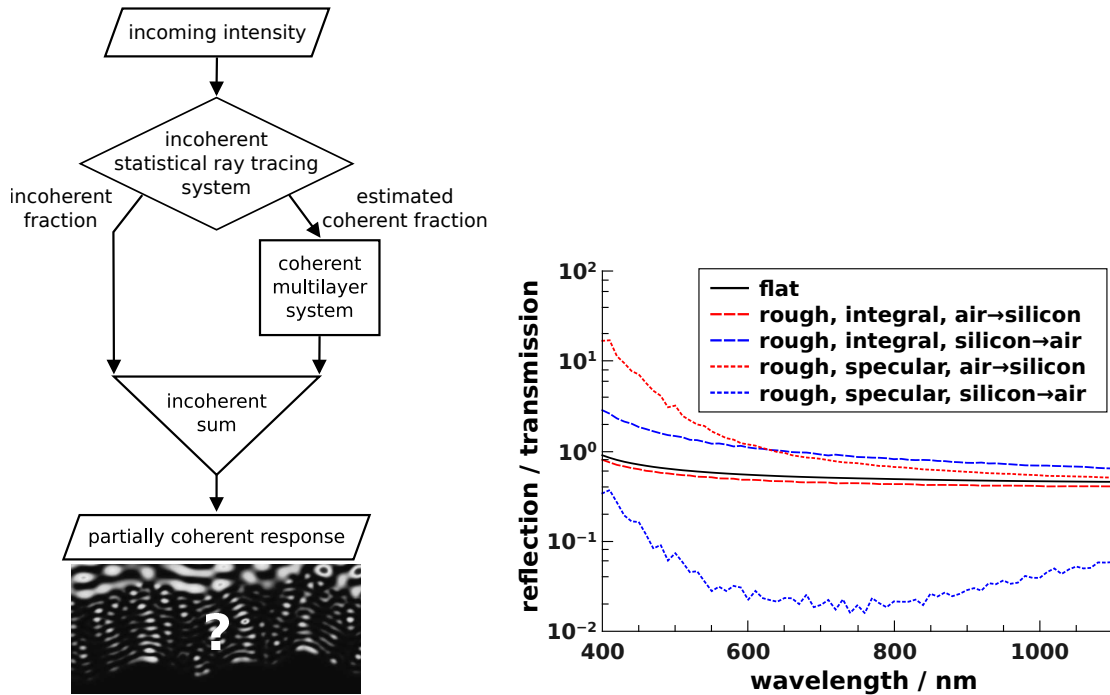 incoming intensity
incoherent
statistical ray tracing
system
incoherent
fraction
estimated
coherent fraction
coherent
multilayer
system
incoherent
sum
partially coherent response
?
reflection / transmission
10²
10¹
10⁰
10⁻¹
10⁻²
flat
rough, integral, air→silicon
rough, integral, silicon→air
rough, specular, air→silicon
rough, specular, silicon→air
400 600 800 1000
wavelength / nm